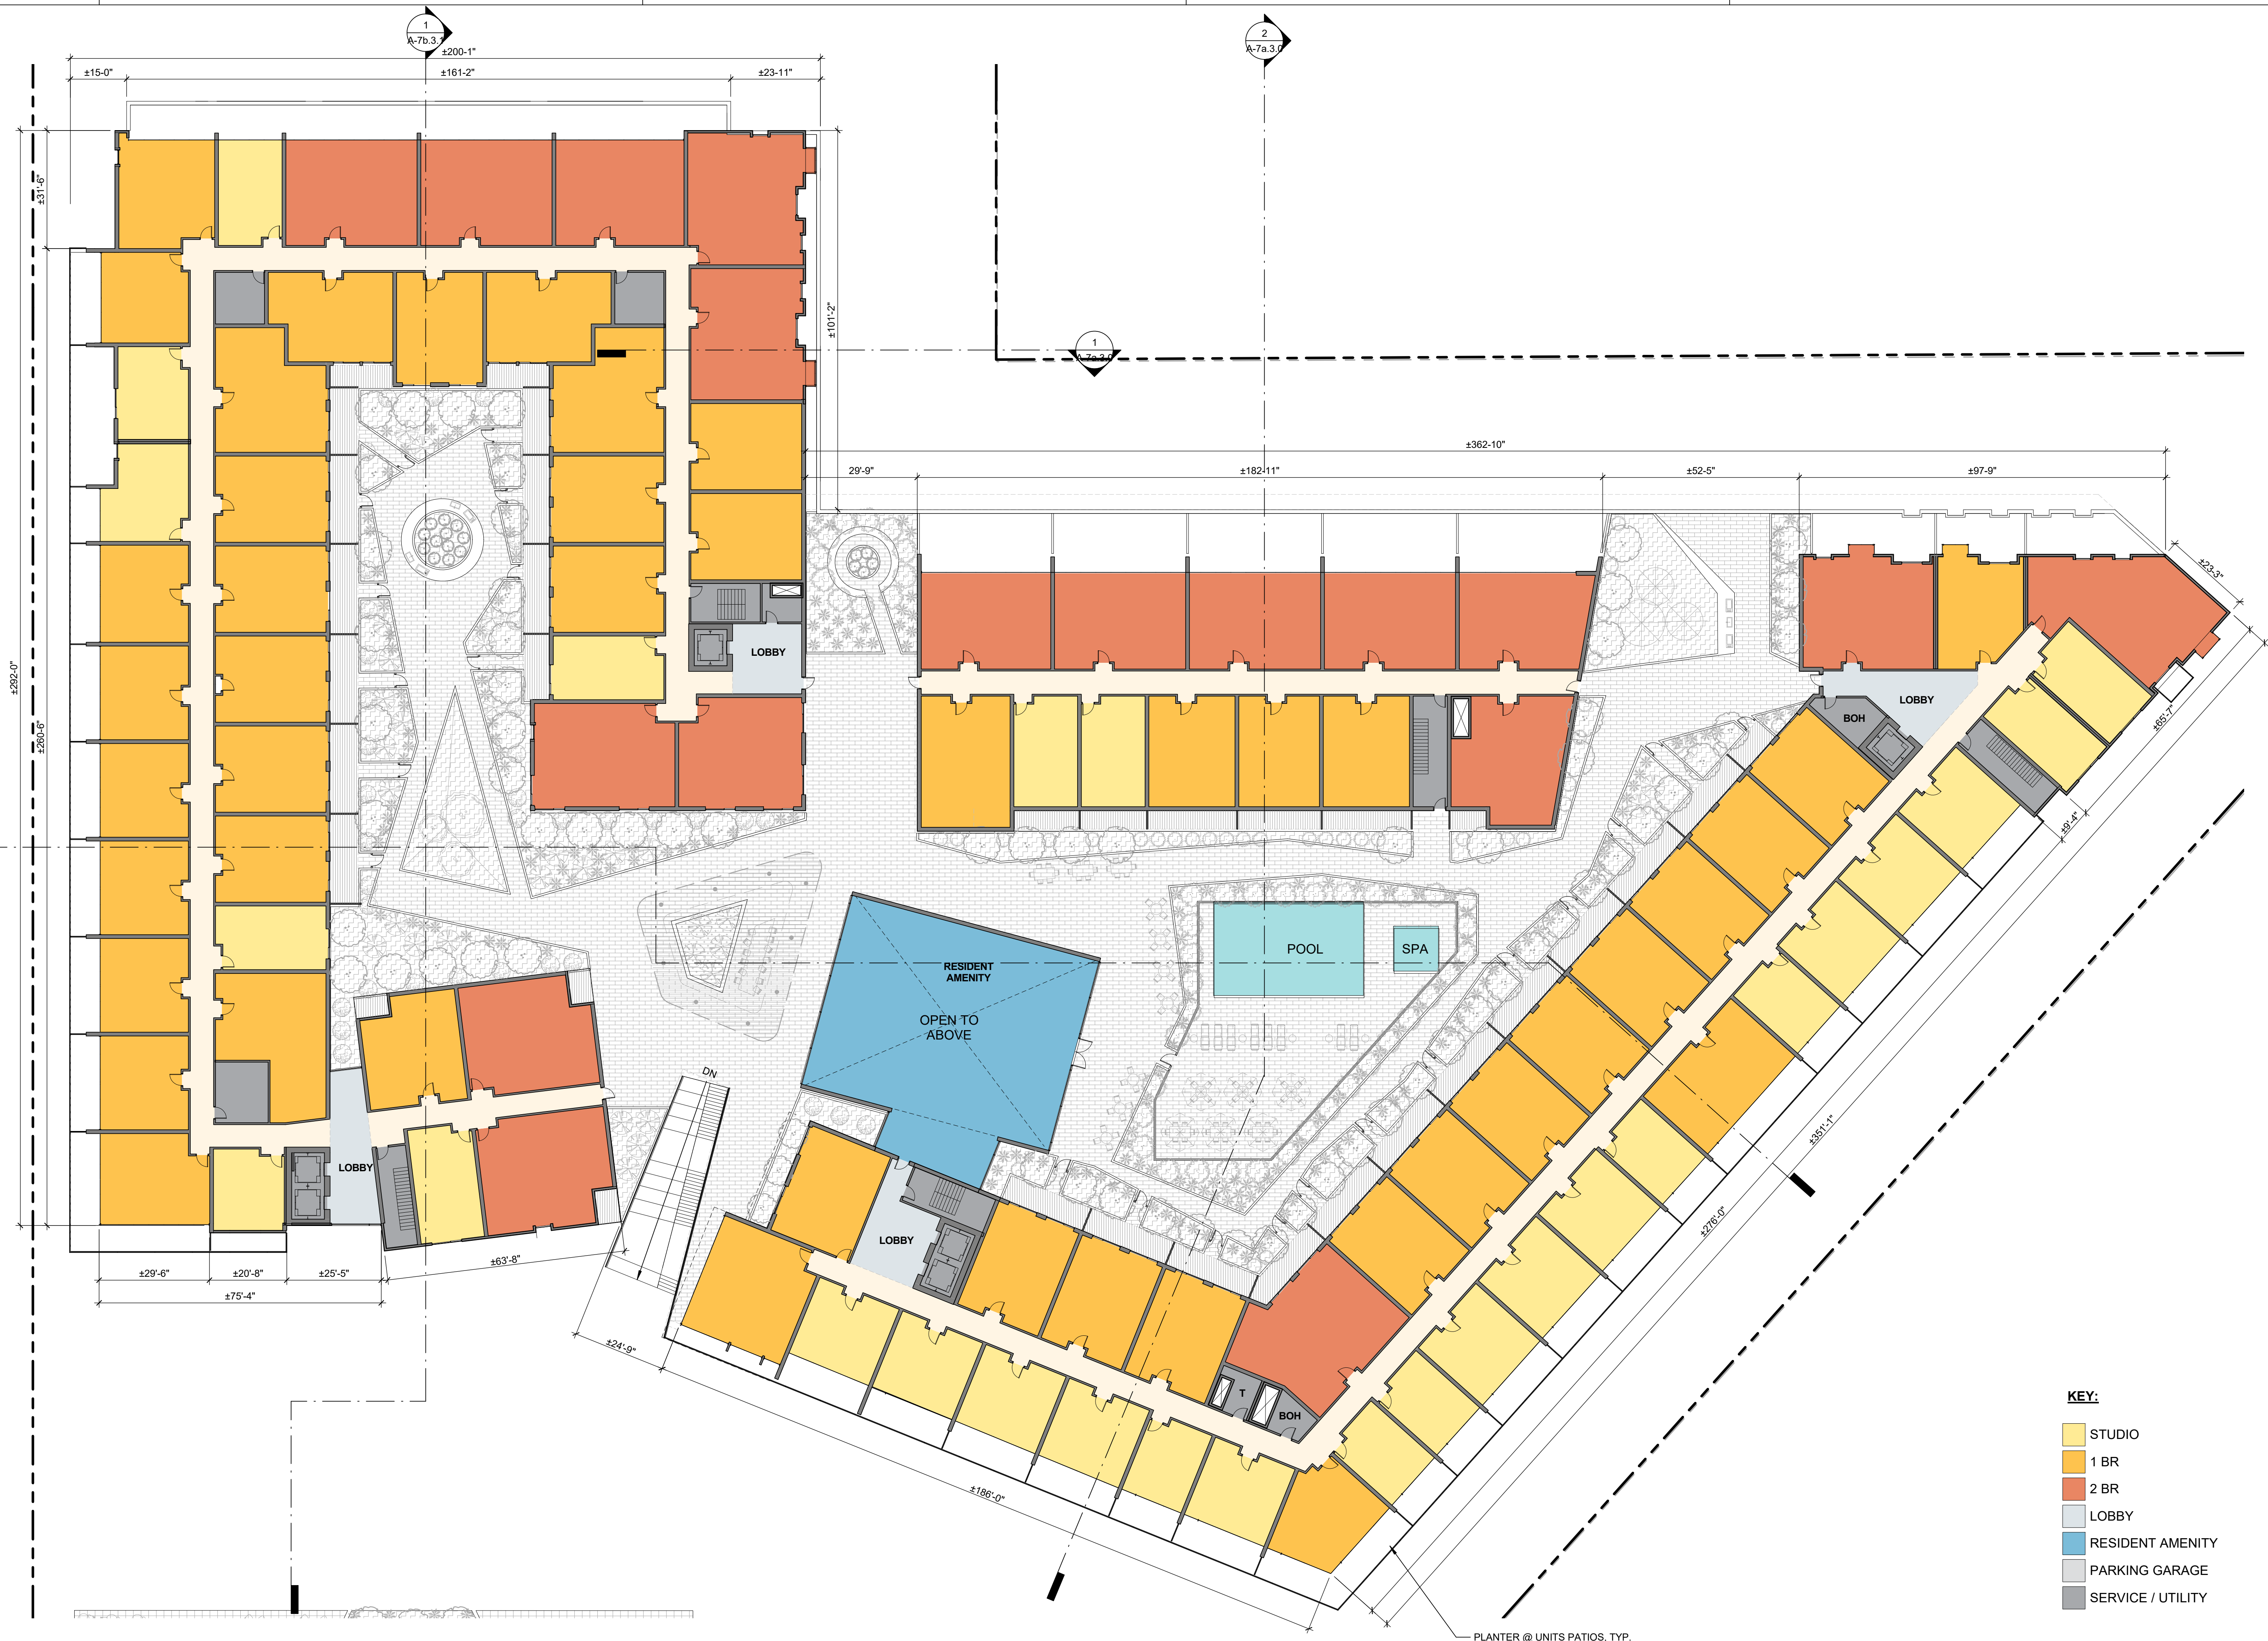 1
A-7b.3.1
2
A-7a.3.0
±200-1"
±15-0"
±161-2"
±23-11"
±31'-6"
±101'-2"
1
A-7a.3.0
±362-10"
29'-9"
±182-11"
±52-5"
±97-9"
±23-3"
±292-0"
±260-6"
LOBBY
LOBBY
BOH
±65'-7"
±9'-4"
RESIDENT
AMENITY
OPEN TO
ABOVE
POOL
SPA
DN
LOBBY
LOBBY
±351'-1"
±276'-0"
±63'-8"
±29'-6"
±20'-8"
±25'-5"
±75'-4"
±24'-9"
T
BOH
±186'-0"
KEY:
STUDIO
1 BR
2 BR
LOBBY
RESIDENT AMENITY
PARKING GARAGE
SERVICE / UTILITY
PLANTER @ UNITS PATIOS, TYP.